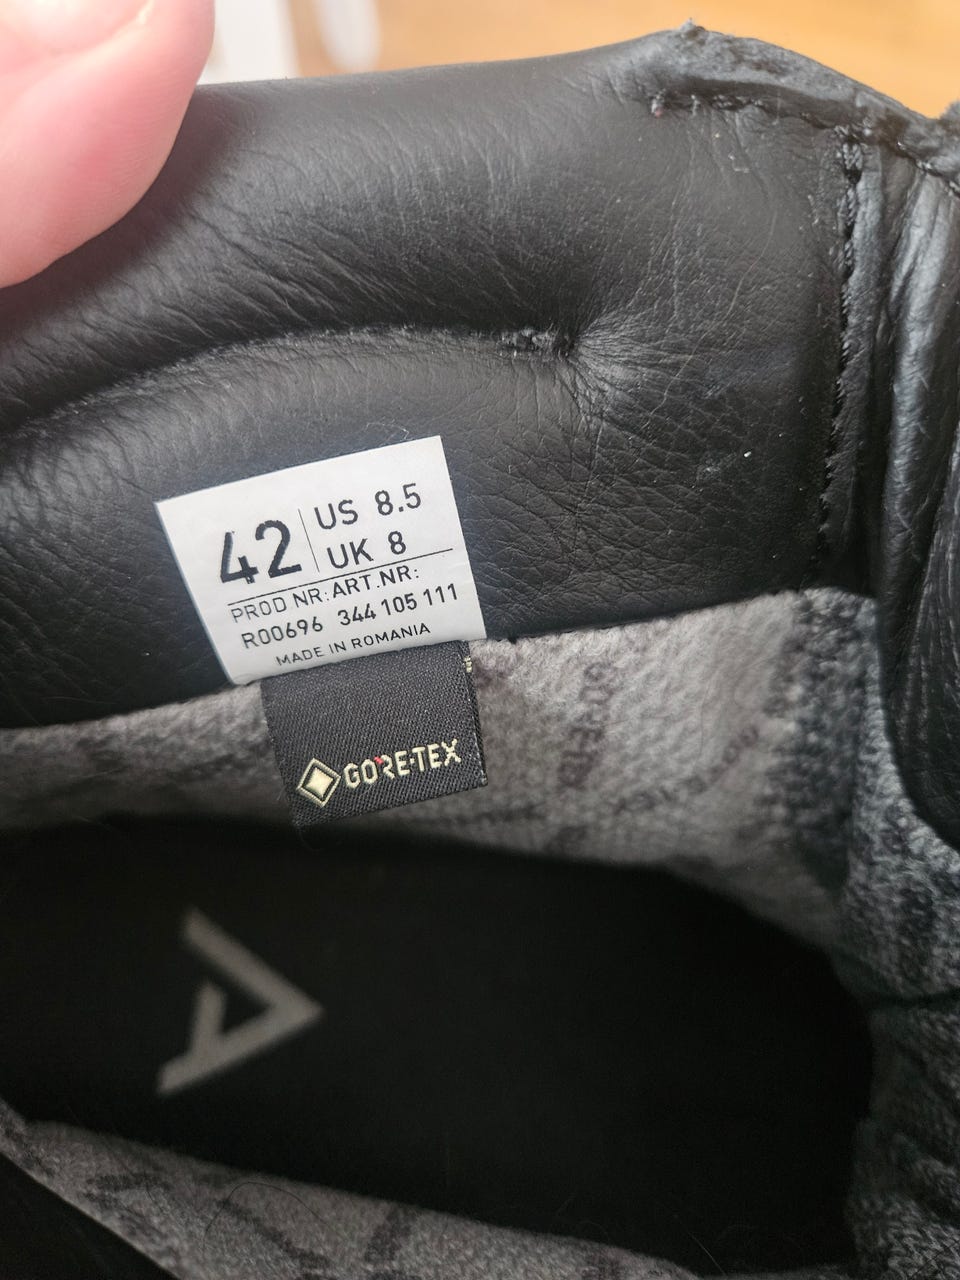 42 US 8.5
UK 8
PROD NR: ART.NR:
R00696 344 105 111
MADE IN ROMANIA
GORE-TEX